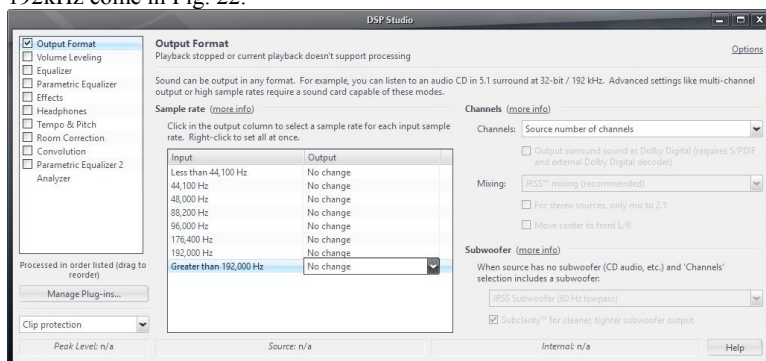 192kHz come in Fig. 22.
DSP Studio
Output Format
Volume Leveling
Equalizer
Parametric Equalizer
Effects
Headphones
Tempo & Pitch
Room Correction
Convolution
Parametric Equalizer 2
Analyzer
Processed in order listed (drag to
reorder)
Manage Plug-ins...
Clip protection
Output Format
Playback stopped or current playback doesn't support processing
Options
Sound can be output in any format. For example, you can listen to an audio CD in 5.1 surround at 32-bit / 192 kHz. Advanced settings like multi-channel
output or high sample rates require a sound card capable of these modes.
Sample rate (more info)
Click in the output column to select a sample rate for each input sample
rate. Right-click to set all at once.
Input Output
Less than 44,100 Hz No change
44,100 Hz No change
48,000 Hz No change
88,200 Hz No change
96,000 Hz No change
176,400 Hz No change
192,000 Hz No change
Greater than 192,000 Hz No change
Channels (more info)
Channels: Source number of channels
Output surround sound as Dolby Digital (requires S/PDIF
and external Dolby Digital decoder)
Mixing: JRSS™ mixing (recommended)
For stereo sources, only mix to 2.1
Move center to front L/R
Subwoofer (more info)
When source has no subwoofer (CD audio, etc.) and 'Channels'
selection includes a subwoofer:
JRSS Subwoofer (60 Hz lowpass)
Subclarity™ for cleaner, tighter subwoofer output
Peak Level: n/a
Source: n/a
Internal: n/a
Help